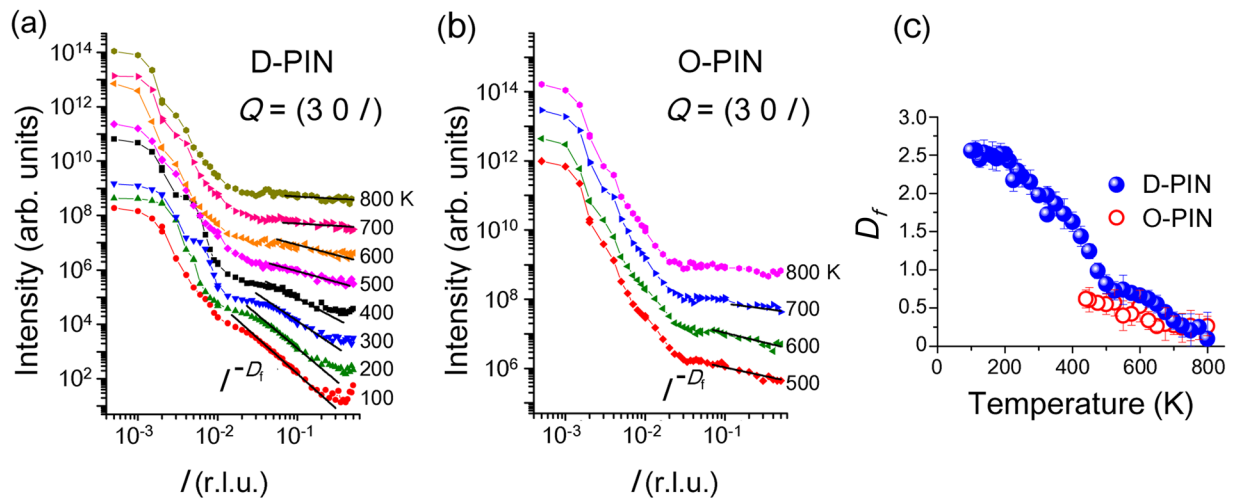 (a)
D-PIN
Q = (3 0 l)
Intensity (arb. units)
10^14
10^12
10^10
10^8
10^6
10^4
10^2
800 K
700
600
500
400
300
200
100
l^-D_f
10^-3
10^-2
10^-1
l (r.l.u.)
(b)
O-PIN
Q = (3 0 l)
Intensity (arb. units)
10^14
10^12
10^10
10^8
10^6
800 K
700
600
500
l^-D_f
10^-3
10^-2
10^-1
l (r.l.u.)
(c)
D_f
3.0
2.5
2.0
1.5
1.0
0.5
0
D-PIN
O-PIN
0
200
400
600
800
Temperature (K)